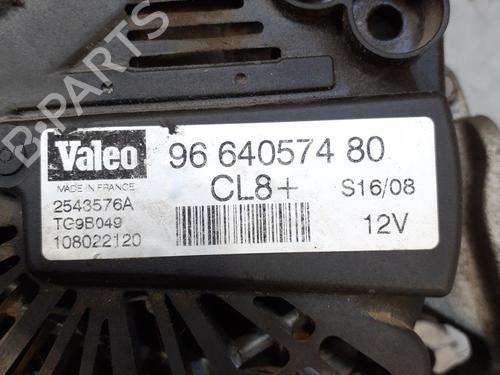 B-PARTS
Valeo
MADE IN FRANCE
2543576A
TG9B049
108022120
96 640574 80
CL8+
S16/08
12V